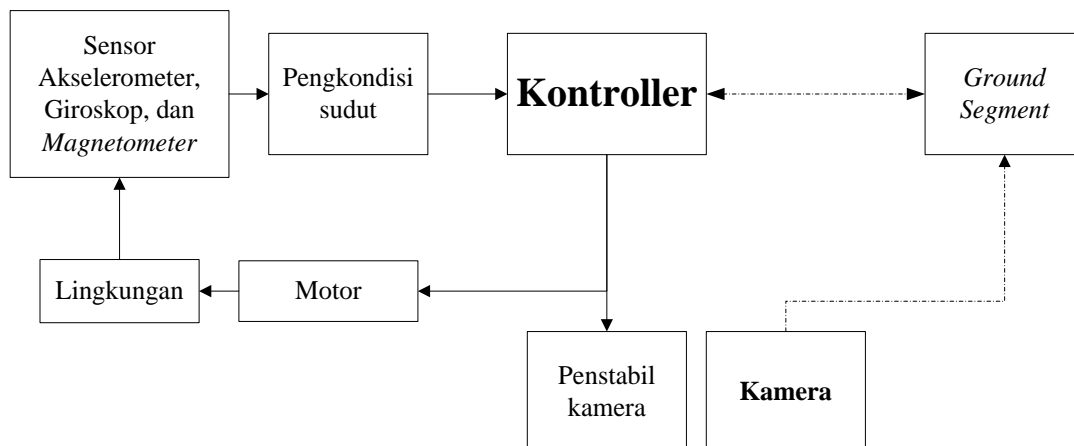 Sensor
Akselerometer,
Giroskop, dan
Magnetometer
Pengkondisi
sudut
Kontroller
Ground
Segment
Lingkungan
Motor
Penstabil
kamera
Kamera